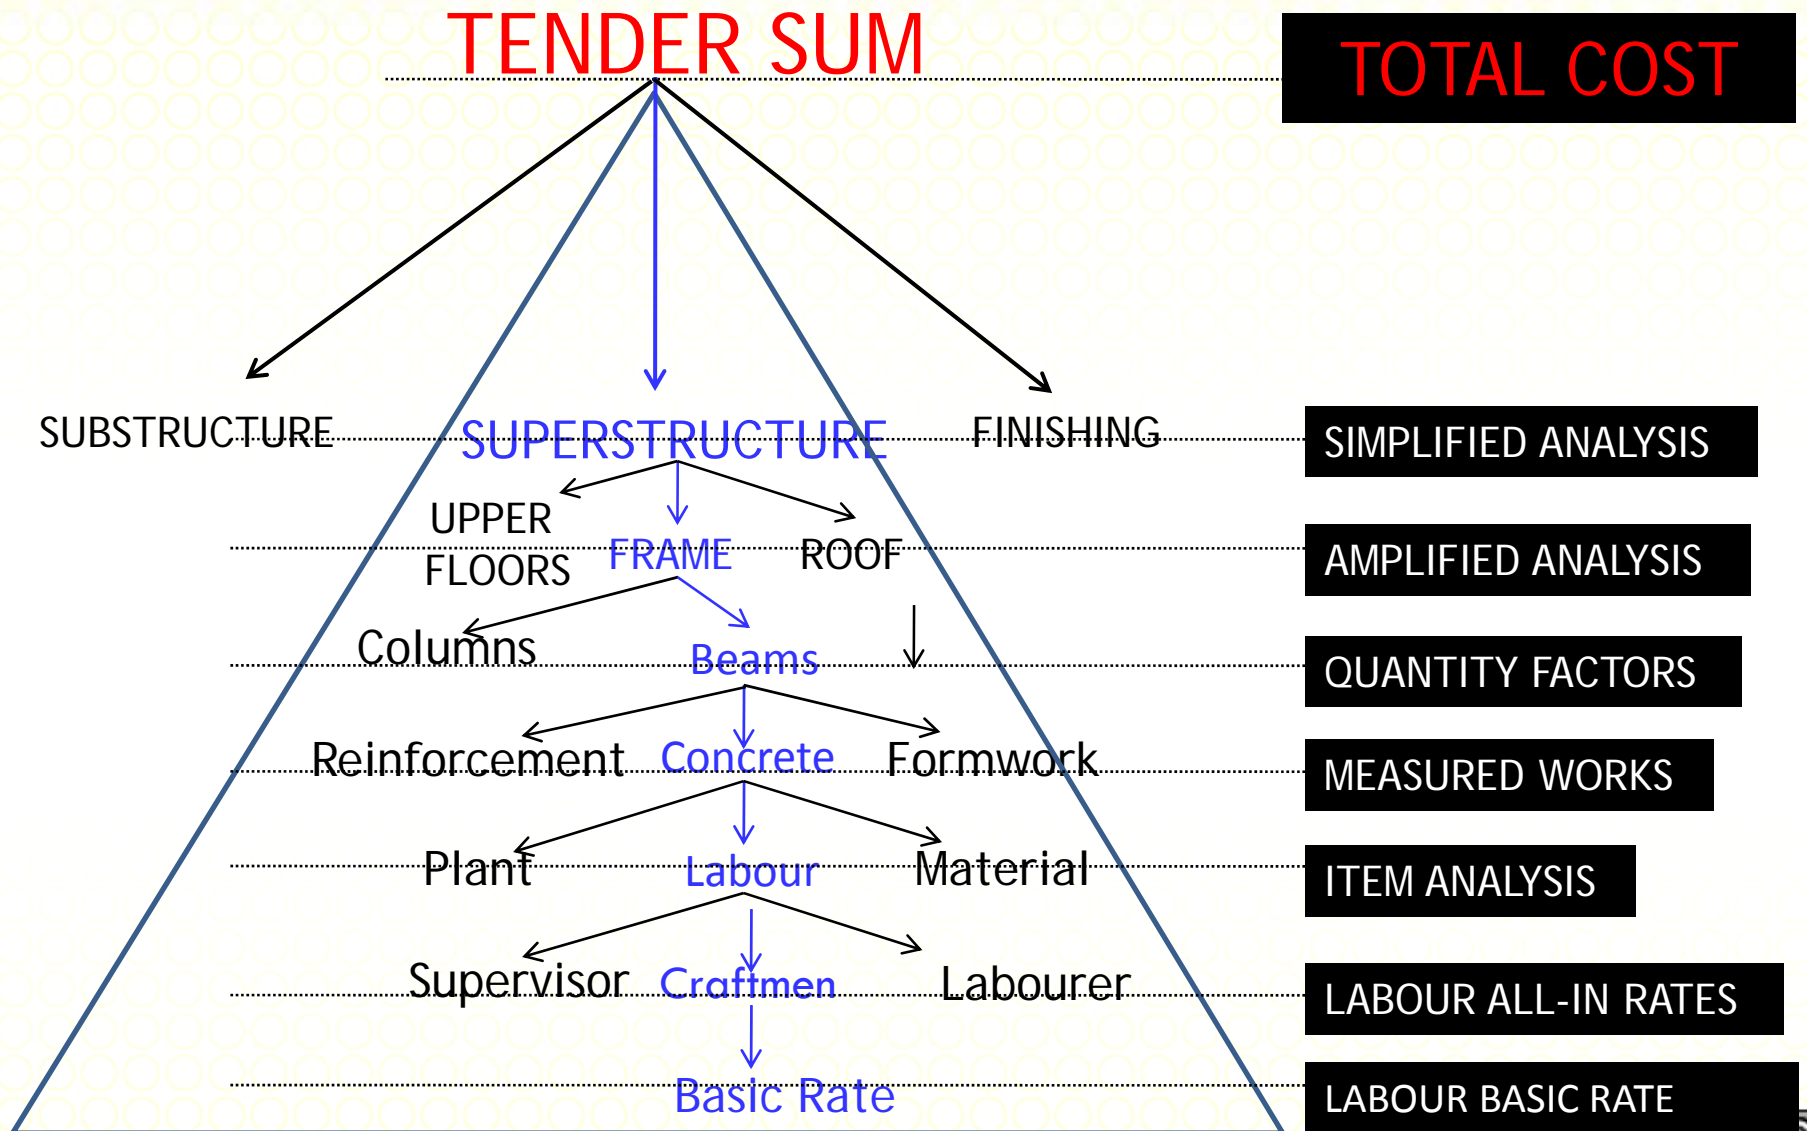 TENDER SUM
TOTAL COST
SUBSTRUCTURE
SUPERSTRUCTURE
FINISHING
SIMPLIFIED ANALYSIS
UPPER
FLOORS
FRAME
ROOF
AMPLIFIED ANALYSIS
Columns
Beams
QUANTITY FACTORS
Reinforcement
Concrete
Formwork
MEASURED WORKS
Plant
Labour
Material
ITEM ANALYSIS
Supervisor
Craftmen
Labourer
LABOUR ALL-IN RATES
Basic Rate
LABOUR BASIC RATE